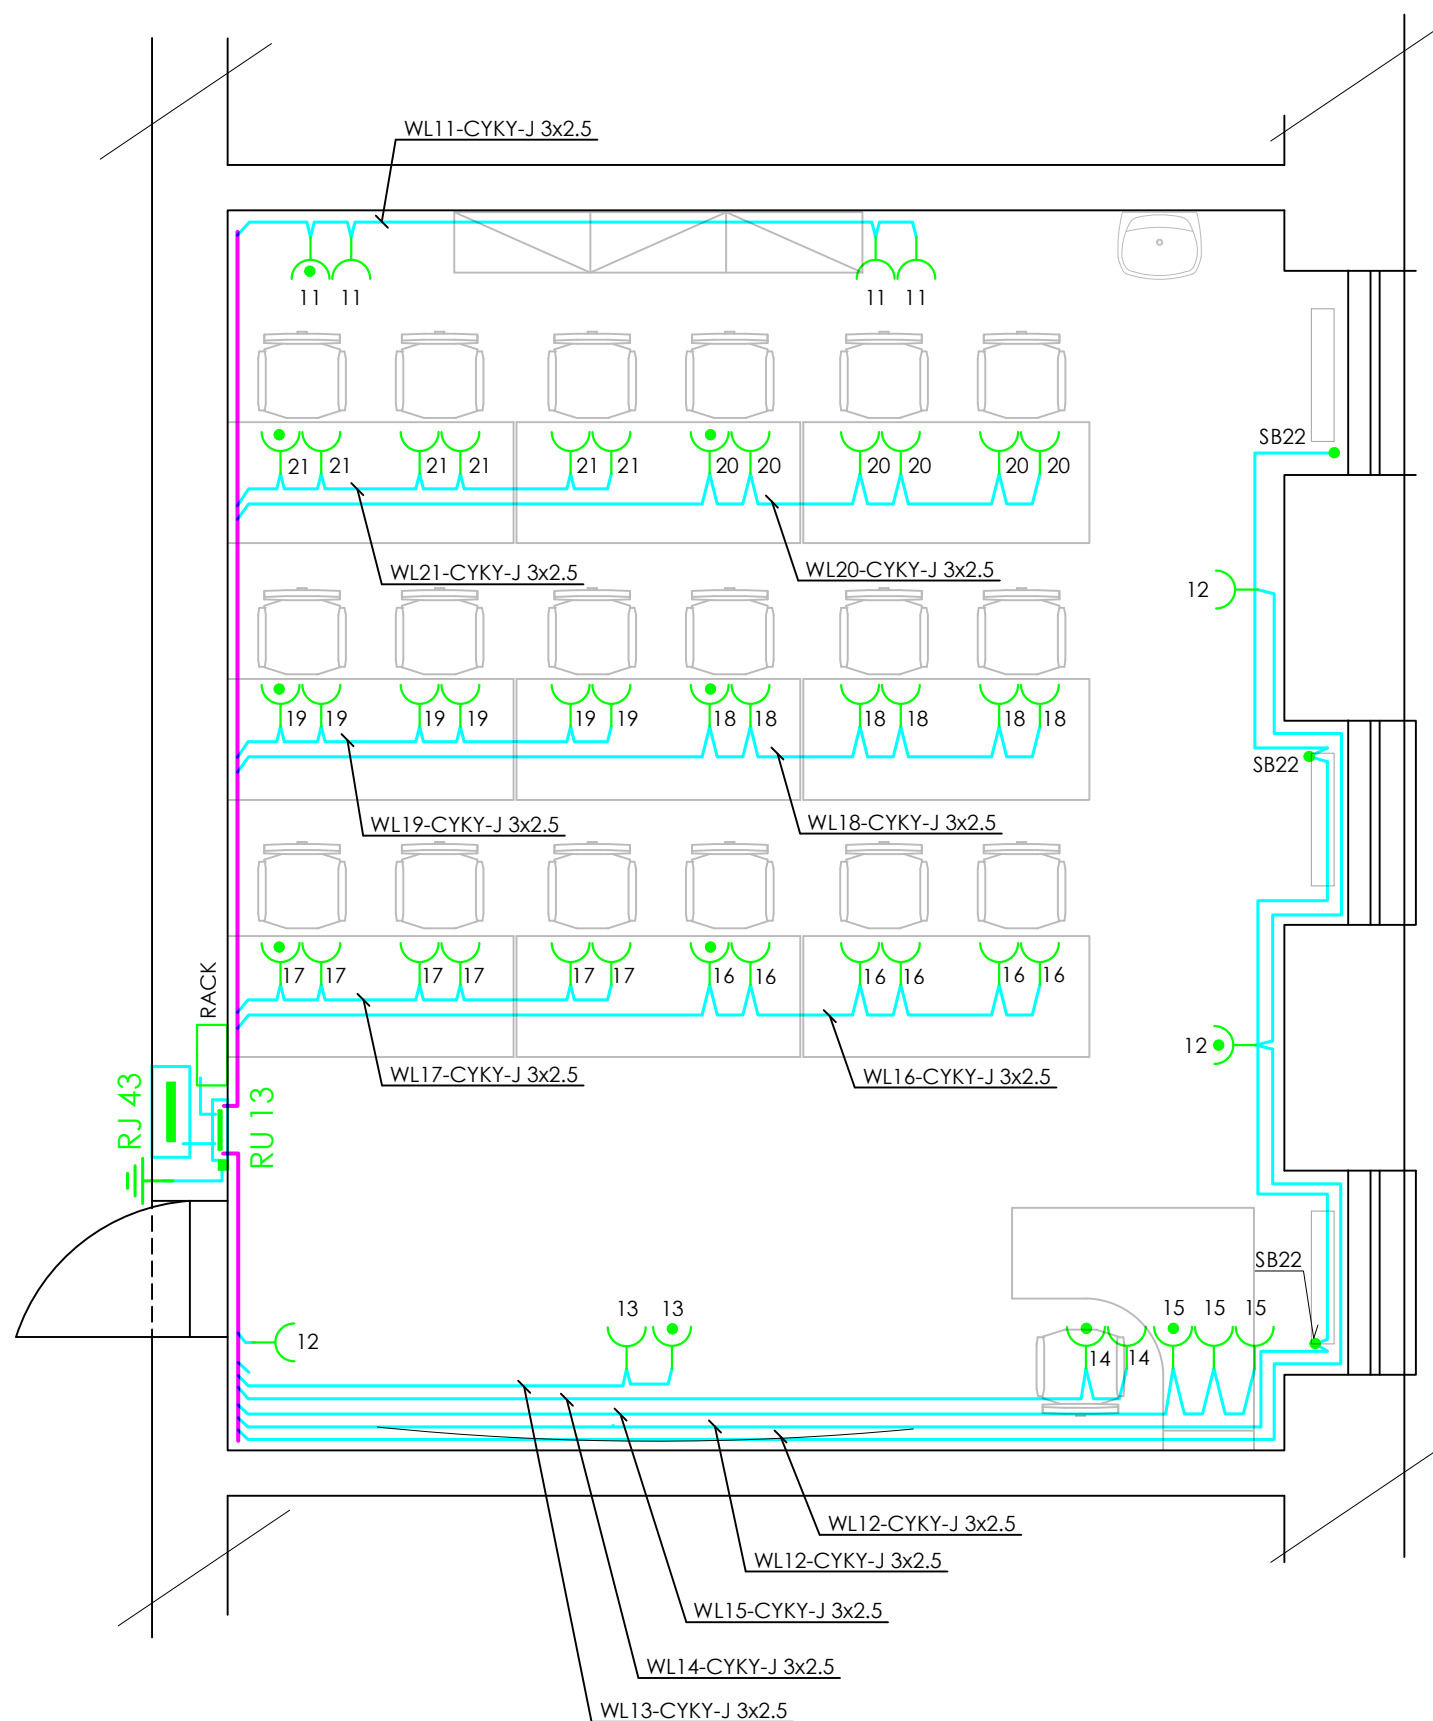 WL11-CYKY-J 3x2.5
11 11 11 11
SB22
21 21 21 21 21 21 20 20 20 20 20 20
WL21-CYKY-J 3x2.5
WL20-CYKY-J 3x2.5
12
19 19 19 19 19 19 18 18 18 18 18 18
SB22
WL19-CYKY-J 3x2.5
WL18-CYKY-J 3x2.5
RACK
17 17 17 17 17 17 16 16 16 16 16 16
12
WL17-CYKY-J 3x2.5
WL16-CYKY-J 3x2.5
RJ 43
RU 13
SB22
12
13 13
14 14
15 15 15
WL12-CYKY-J 3x2.5
WL12-CYKY-J 3x2.5
WL15-CYKY-J 3x2.5
WL14-CYKY-J 3x2.5
WL13-CYKY-J 3x2.5